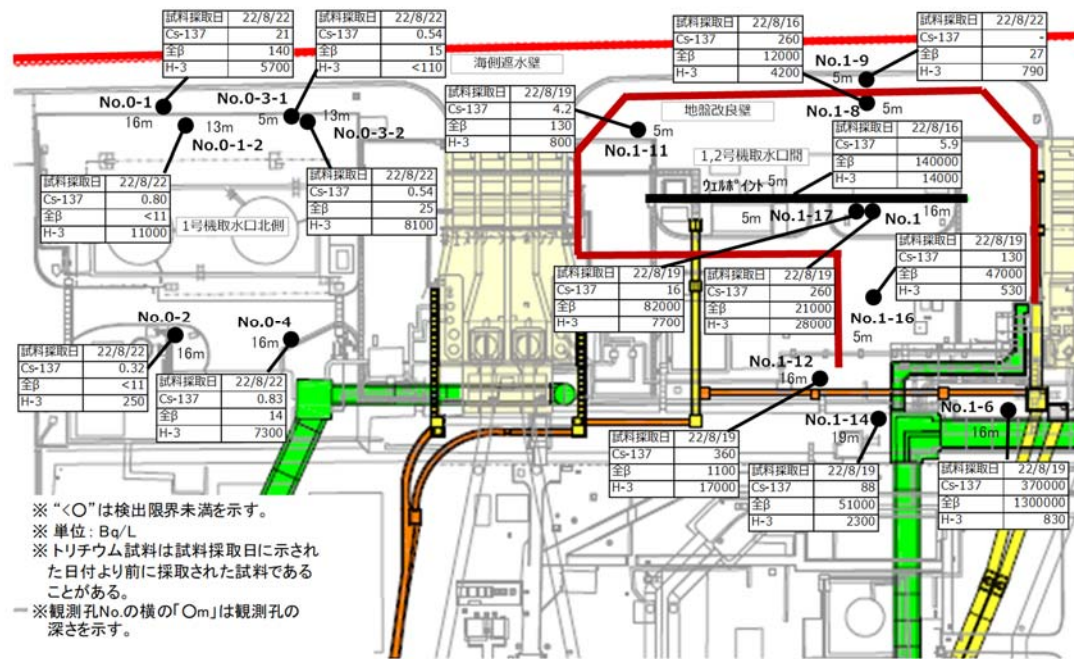 試料採取日 22/8/22
Cs-137 21
全β 140
H-3 5700
試料採取日 22/8/22
Cs-137 0.54
全β 15
H-3 <110
試料採取日 22/8/16
Cs-137 260
全β 12000
H-3 4200
試料採取日 22/8/22
Cs-137 -
全β 27
H-3 790
海側遮水壁
No.1-9
5m
No.0-1
16m
No.0-3-1
5m
13m
No.0-3-2
13m
No.0-1-2
試料採取日 22/8/19
Cs-137 4.2
全β 130
H-3 800
5m
No.1-11
地盤改良壁
No.1-8
5m
1,2号機取水口間
試料採取日 22/8/16
Cs-137 5.9
全β 140000
H-3 14000
試料採取日 22/8/22
Cs-137 0.80
全β <11
H-3 11000
1号機取水口北側
試料採取日 22/8/22
Cs-137 0.54
全β 25
H-3 8100
ウェルポイント 5m
5m
No.1-17
No.1
16m
試料採取日 22/8/19
Cs-137 16
全β 82000
H-3 7700
試料採取日 22/8/19
Cs-137 260
全β 21000
H-3 28000
試料採取日 22/8/19
Cs-137 130
全β 47000
H-3 530
No.1-16
5m
No.0-2
16m
No.0-4
16m
試料採取日 22/8/22
Cs-137 0.32
全β <11
H-3 250
試料採取日 22/8/22
Cs-137 0.83
全β 14
H-3 7300
No.1-12
16m
No.1-14
19m
No.1-6
16m
試料採取日 22/8/19
Cs-137 360
全β 1100
H-3 17000
試料採取日 22/8/19
Cs-137 88
全β 51000
H-3 2300
試料採取日 22/8/19
Cs-137 370000
全β 1300000
H-3 830
※ “<〇”は検出限界未満を示す。
※ 単位: Bq/L
※ トリチウム試料は試料採取日に示され
た日付より前に採取された試料である
ことがある。
※観測孔No.の横の「〇m」は観測孔の
深さを示す。